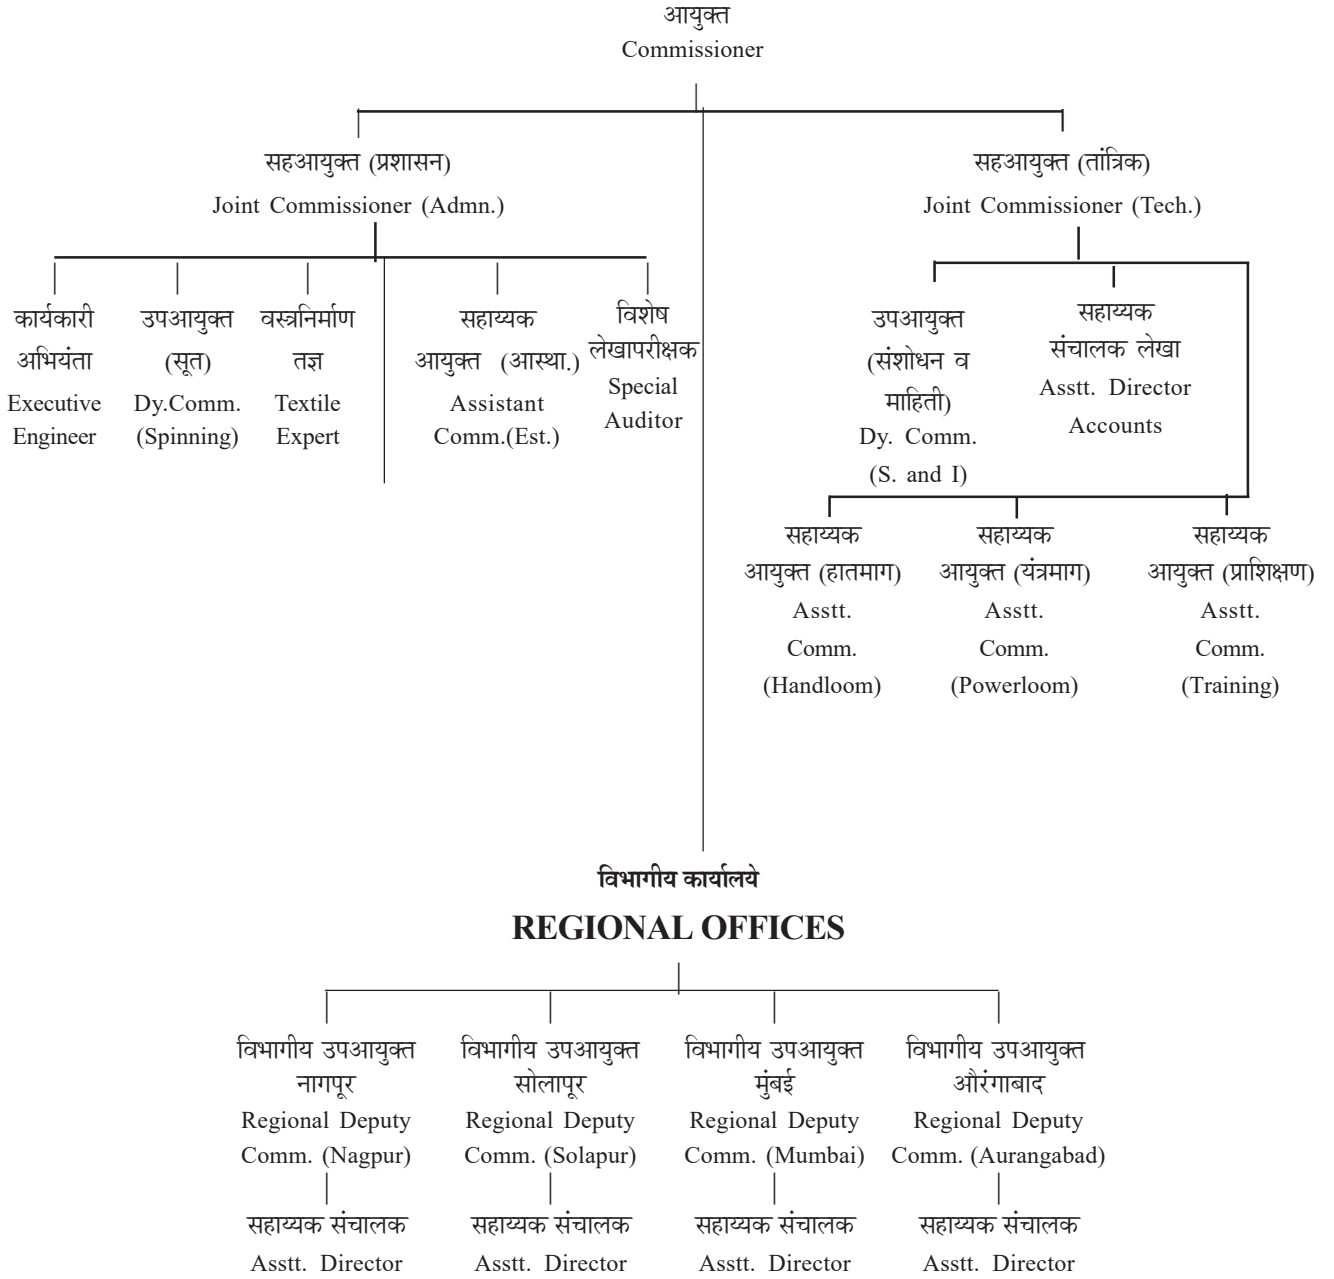 आयुक्त
Commissioner
सहआयुक्त (प्रशासन)
Joint Commissioner (Admn.)
सहआयुक्त (तांत्रिक)
Joint Commissioner (Tech.)
कार्यकारी
अभियंता
Executive
Engineer
उपआयुक्त
(सूत)
Dy.Comm.
(Spinning)
वस्त्रनिर्माण
तज्ञ
Textile
Expert
सहाय्यक
आयुक्त (आस्था.)
Assistant
Comm.(Est.)
विशेष
लेखापरीक्षक
Special
Auditor
उपआयुक्त
(संशोधन व
माहिती)
Dy. Comm.
(S. and I)
सहाय्यक
संचालक लेखा
Asstt. Director
Accounts
सहाय्यक
आयुक्त (हातमाग)
Asstt.
Comm.
(Handloom)
सहाय्यक
आयुक्त (यंत्रमाग)
Asstt.
Comm.
(Powerloom)
सहाय्यक
आयुक्त (प्राशिक्षण)
Asstt.
Comm.
(Training)
विभागीय कार्यालये
REGIONAL OFFICES
विभागीय उपआयुक्त
नागपूर
Regional Deputy
Comm. (Nagpur)
सहाय्यक संचालक
Asstt. Director
विभागीय उपआयुक्त
सोलापूर
Regional Deputy
Comm. (Solapur)
सहाय्यक संचालक
Asstt. Director
विभागीय उपआयुक्त
मुंबई
Regional Deputy
Comm. (Mumbai)
सहाय्यक संचालक
Asstt. Director
विभागीय उपआयुक्त
औरंगाबाद
Regional Deputy
Comm. (Aurangabad)
सहाय्यक संचालक
Asstt. Director